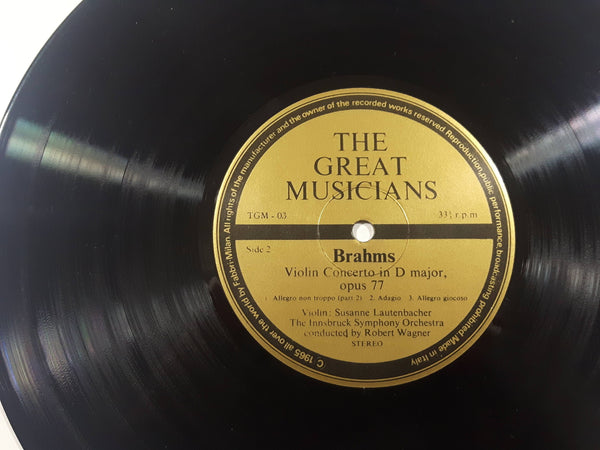 THE
GREAT
MUSICIANS
TGM - 03
33⅓ r.p.m
Side 2
Brahms
Violin Concerto in D major,
opus 77
1. Allegro non troppo (part 2) 2. Adagio 3. Allegro giocoso
Violin: Susanne Lautenbacher
The Innsbruck Symphony Orchestra
conducted by Robert Wagner
STEREO
C. 1965 all over the world by Fabbri-Milan. All rights of the manufacturer and the owner of the recorded works reserved Reproduction, public performance, broadcasting prohibited. Made in Italy